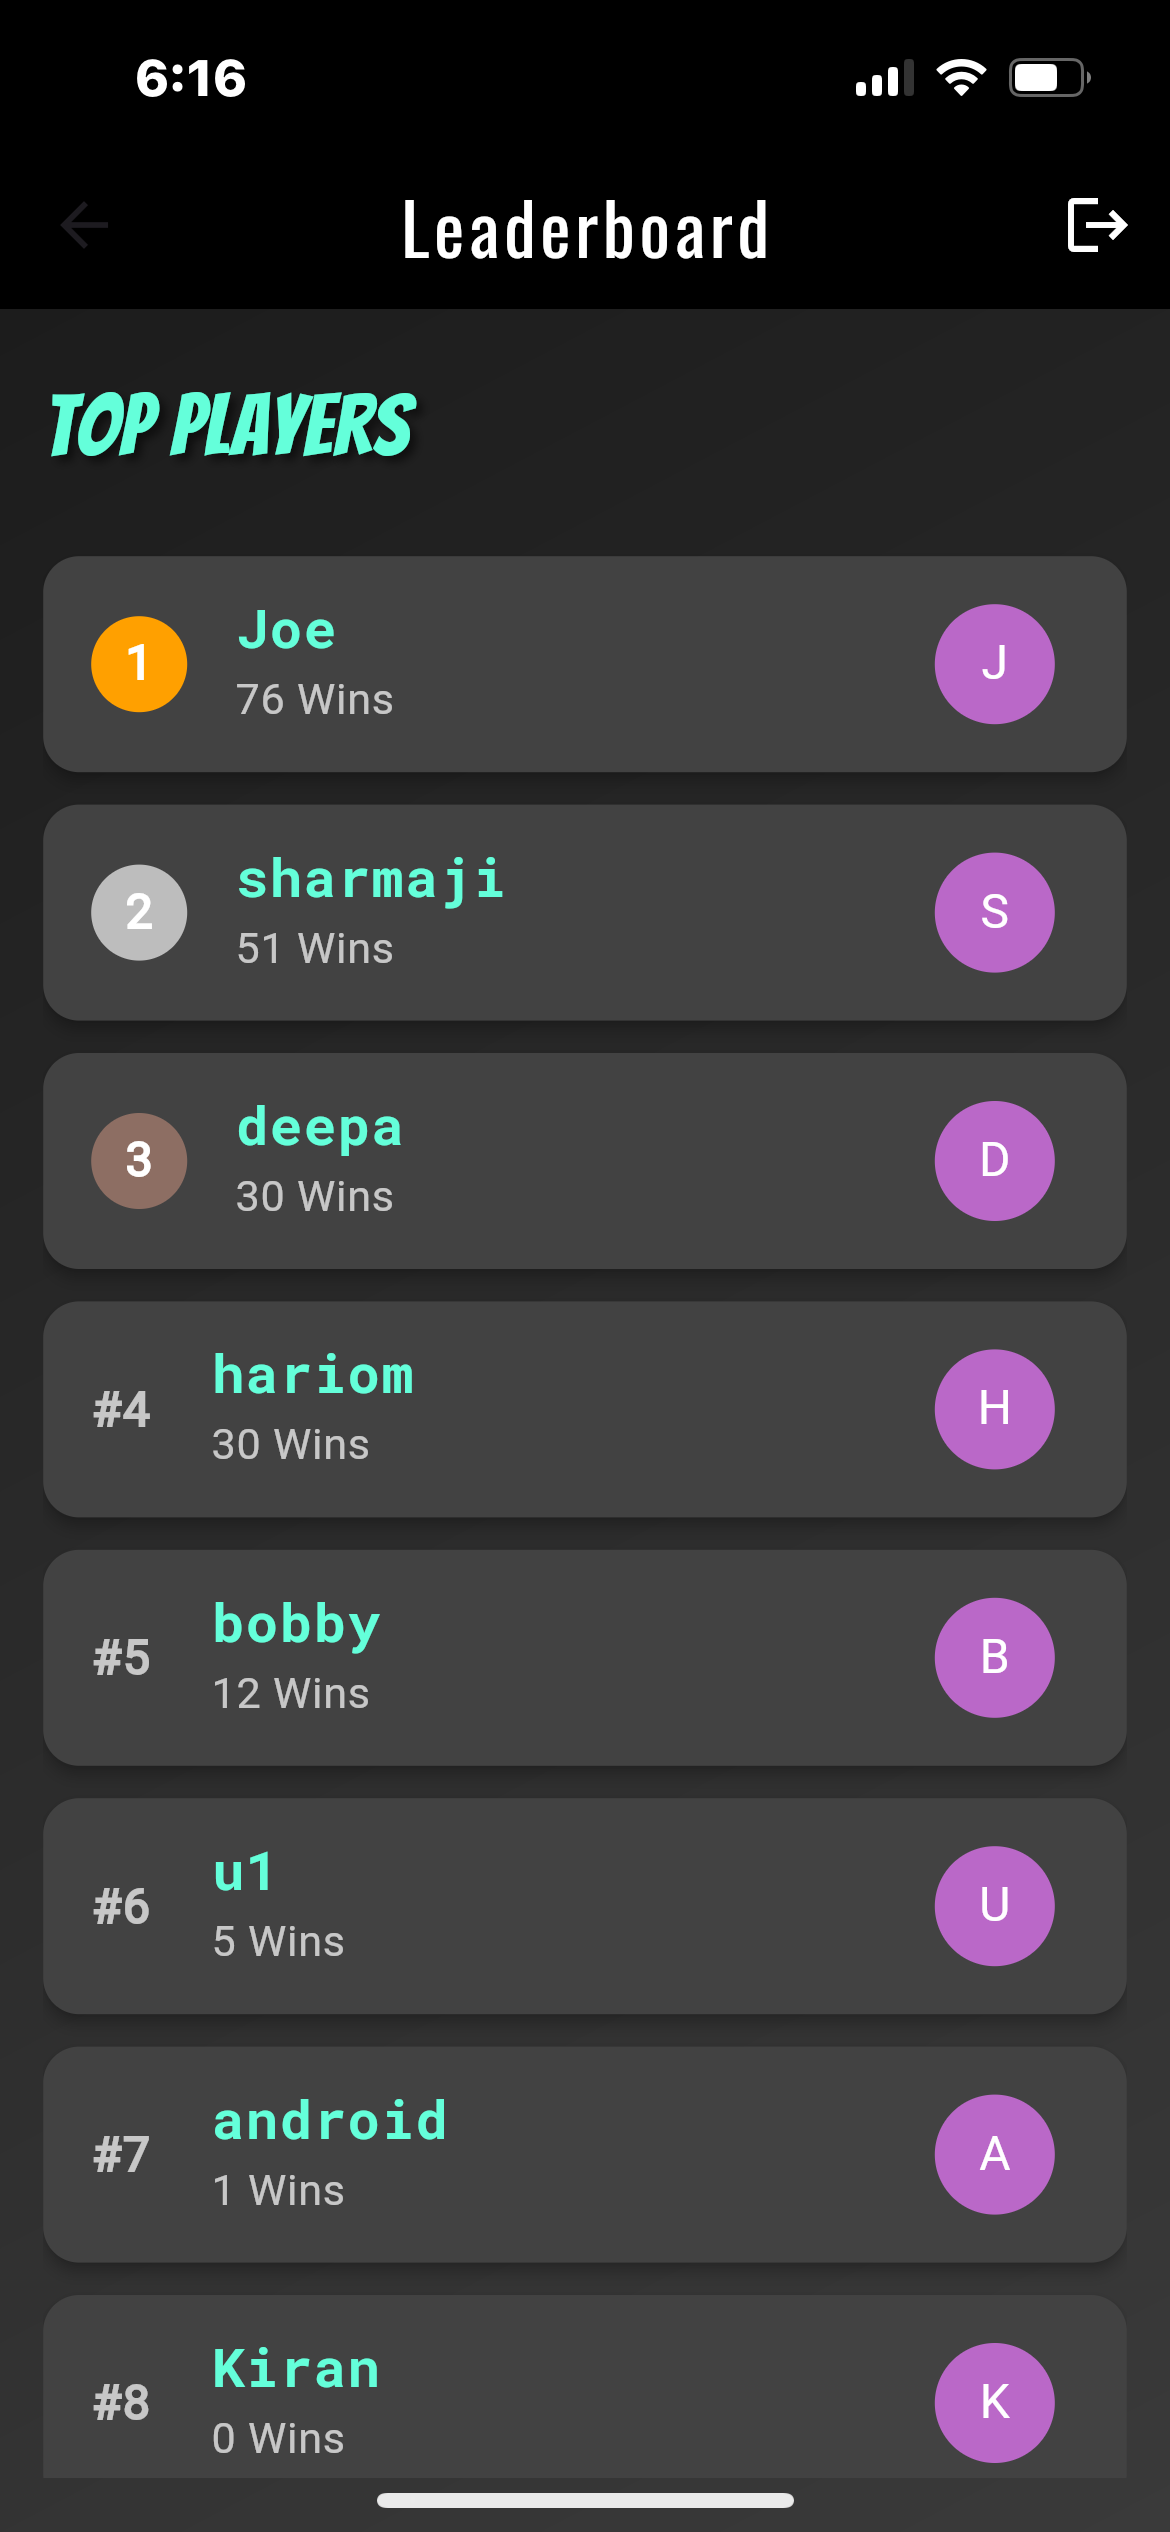 6:16
Leaderboard
TOP PLAYERS
1
Joe
76 Wins
J
2
sharmaji
51 Wins
S
3
deepa
30 Wins
D
#4
hariom
30 Wins
H
#5
bobby
12 Wins
B
#6
u1
5 Wins
U
#7
android
1 Wins
A
#8
Kiran
0 Wins
K